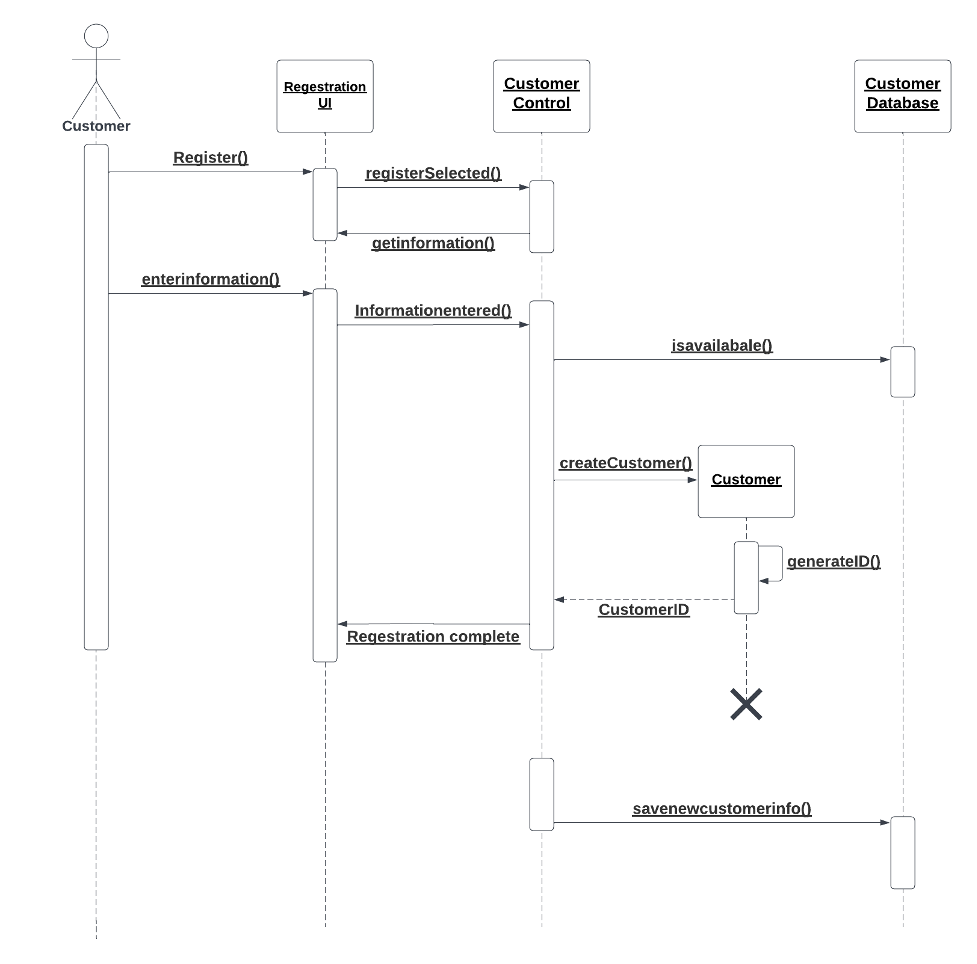 Customer
Regestration
UI
Customer
Control
Customer
Database
Register()
registerSelected()
getinformation()
enterinformation()
Informationentered()
isavailabale()
createCustomer()
Customer
generateID()
CustomerID
Regestration complete
savenewcustomerinfo()